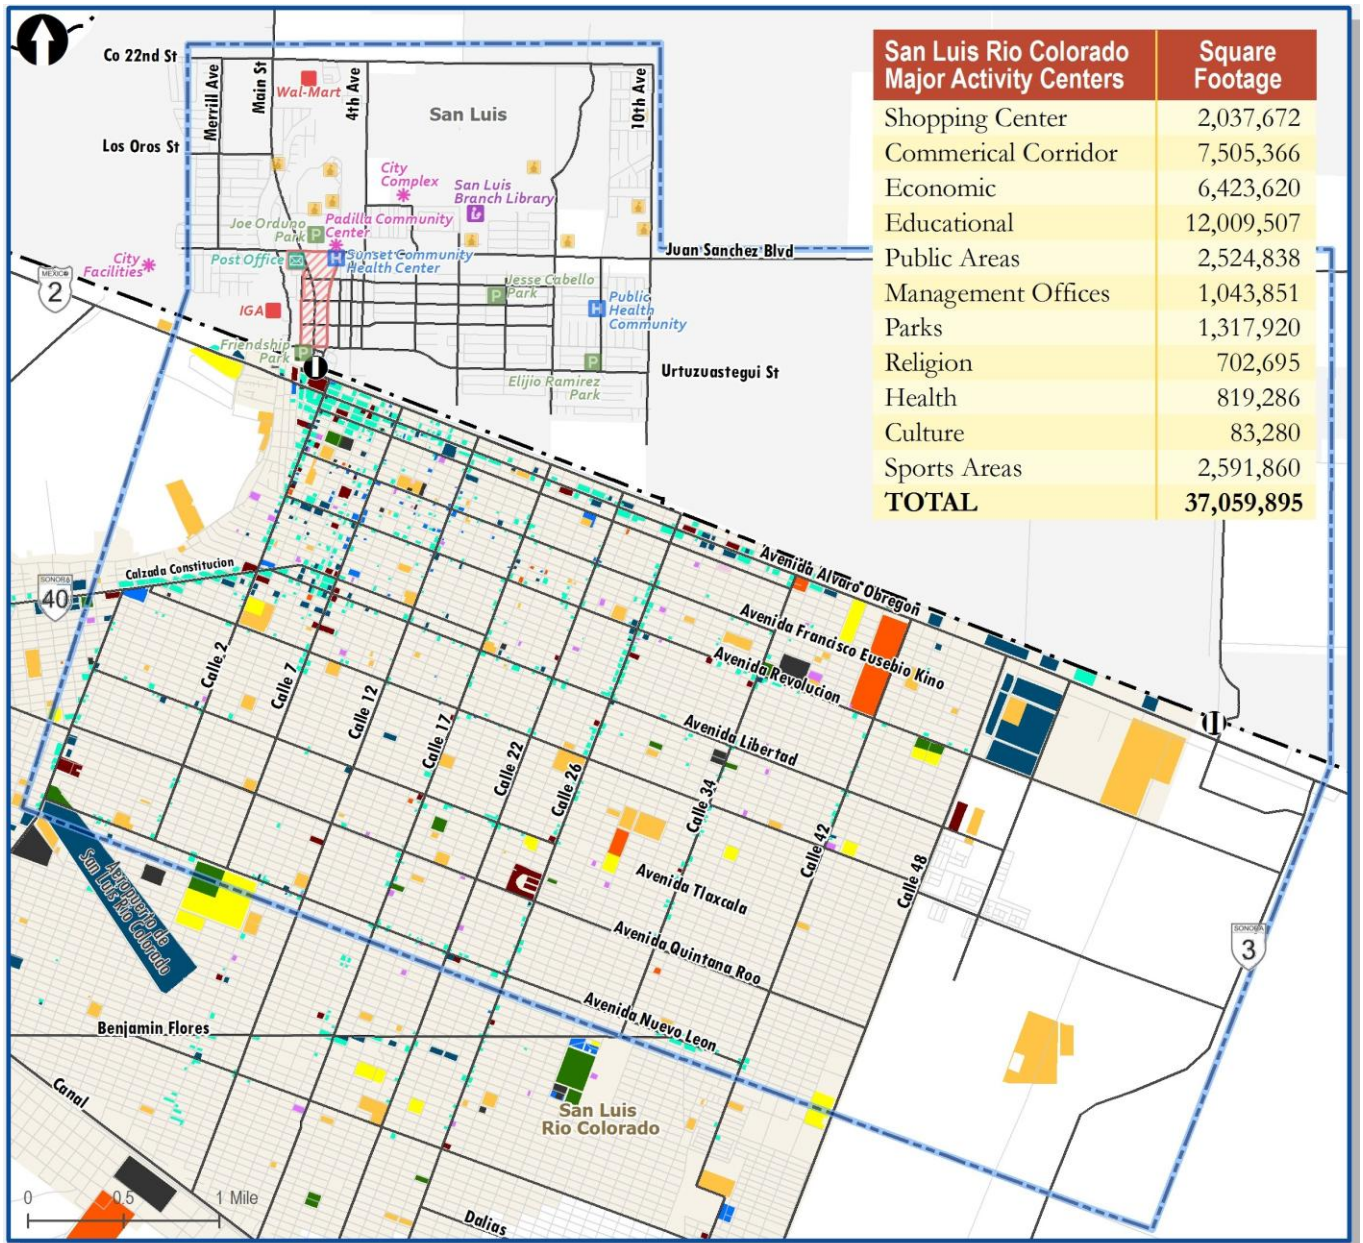 Co 22nd St
Merrill Ave
Main St
Wal-Mart
4th Ave
San Luis
10th Ave
Los Oros St
City
Complex
San Luis
Branch Library
Joe Orduno
Park
Padilla Community
Center
Post Office
Sunset Community
Health Center
Juan Sanchez Blvd
City
Facilities
MEXICO
2
Jesse Cabello
Park
IGA
Public
Health
Community
Friendship
Park
Elijio Ramirez
Park
Urtuzuastegui St
San Luis Rio Colorado
Major Activity Centers
Square
Footage
Shopping Center 2,037,672
Commerical Corridor 7,505,366
Economic 6,423,620
Educational 12,009,507
Public Areas 2,524,838
Management Offices 1,043,851
Parks 1,317,920
Religion 702,695
Health 819,286
Culture 83,280
Sports Areas 2,591,860
TOTAL 37,059,895
Calzada Constitucion
SONORA
40
Avenida Alvaro Obregon
Avenida Francisco Eusebio Kino
Avenida Revolucion
Avenida Libertad
Calle 2
Calle 7
Calle 12
Calle 17
Calle 22
Calle 26
Calle 34
Calle 42
Calle 48
Avenida Tlaxcala
Avenida Quintana Roo
Avenida Nuevo Leon
Aeropuerto de
San Luis Rio Colorado
SONORA
3
Benjamin Flores
Canal
San Luis
Rio Colorado
Dalias
0 0.5 1 Mile